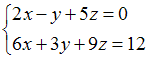 2x - y + 5z = 0
6x + 3y + 9z = 12